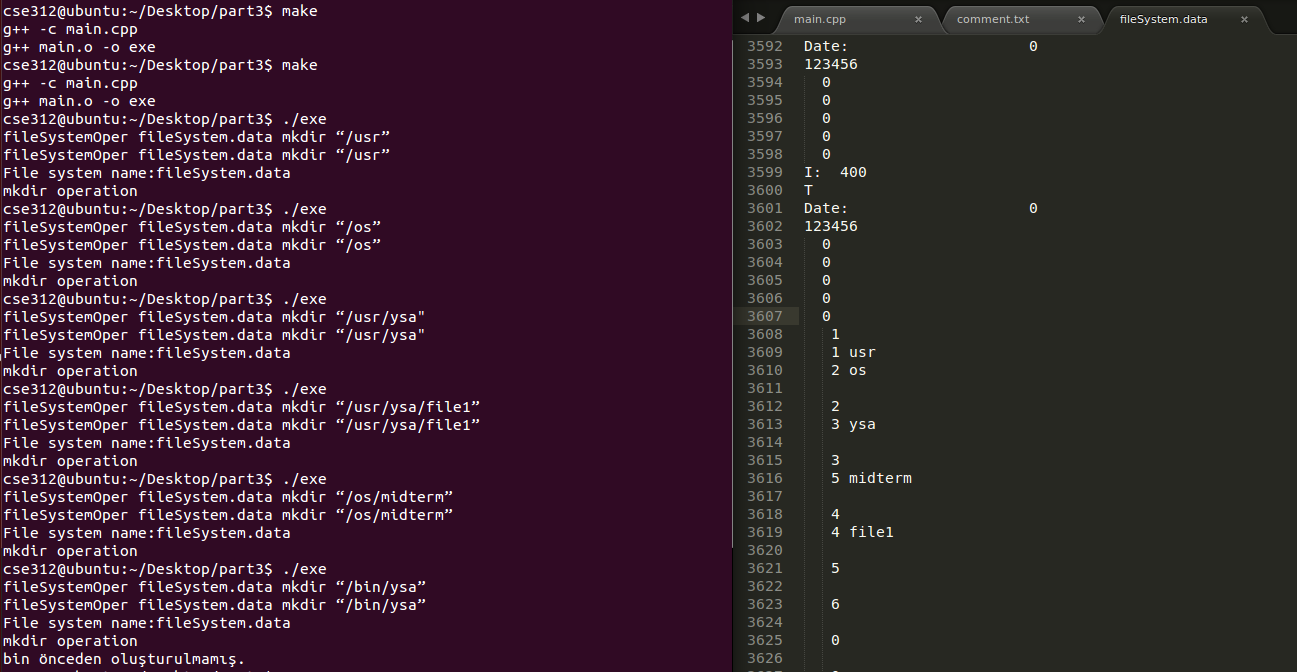 cse312@ubuntu:~/Desktop/part3$ make
g++ -c main.cpp
g++ main.o -o exe
cse312@ubuntu:~/Desktop/part3$ make
g++ -c main.cpp
g++ main.o -o exe
cse312@ubuntu:~/Desktop/part3$ ./exe
fileSystemOper fileSystem.data mkdir “/usr”
fileSystemOper fileSystem.data mkdir “/usr”
File system name:fileSystem.data
mkdir operation
cse312@ubuntu:~/Desktop/part3$ ./exe
fileSystemOper fileSystem.data mkdir “/os”
fileSystemOper fileSystem.data mkdir “/os”
File system name:fileSystem.data
mkdir operation
cse312@ubuntu:~/Desktop/part3$ ./exe
fileSystemOper fileSystem.data mkdir “/usr/ysa"
fileSystemOper fileSystem.data mkdir “/usr/ysa"
File system name:fileSystem.data
mkdir operation
cse312@ubuntu:~/Desktop/part3$ ./exe
fileSystemOper fileSystem.data mkdir “/usr/ysa/file1”
fileSystemOper fileSystem.data mkdir “/usr/ysa/file1”
File system name:fileSystem.data
mkdir operation
cse312@ubuntu:~/Desktop/part3$ ./exe
fileSystemOper fileSystem.data mkdir “/os/midterm”
fileSystemOper fileSystem.data mkdir “/os/midterm”
File system name:fileSystem.data
mkdir operation
cse312@ubuntu:~/Desktop/part3$ ./exe
fileSystemOper fileSystem.data mkdir “/bin/ysa”
fileSystemOper fileSystem.data mkdir “/bin/ysa”
File system name:fileSystem.data
mkdir operation
bin önceden oluşturulmamış.
main.cpp × comment.txt × fileSystem.data ×
3592 Date: 0
3593 123456
3594 0
3595 0
3596 0
3597 0
3598 0
3599 I: 400
3600 T
3601 Date: 0
3602 123456
3603 0
3604 0
3605 0
3606 0
3607 0
3608 1
3609 1 usr
3610 2 os
3611
3612 2
3613 3 ysa
3614
3615 3
3616 5 midterm
3617
3618 4
3619 4 file1
3620
3621 5
3622
3623 6
3624
3625 0
3626